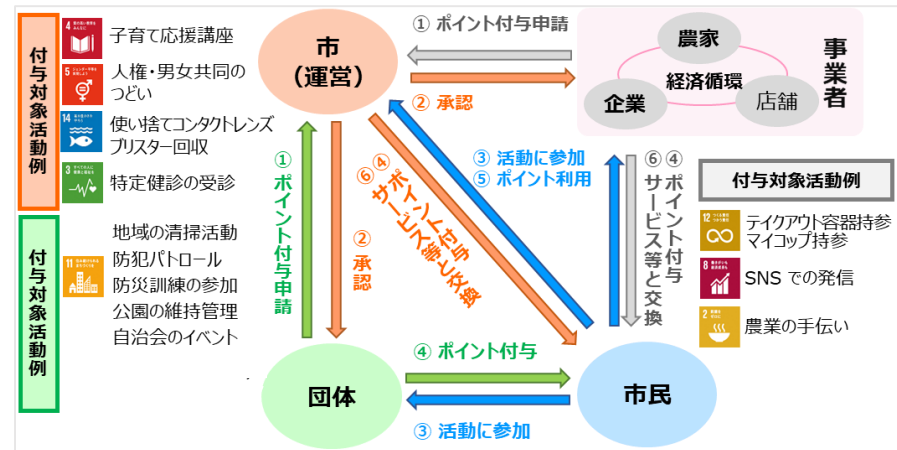 付与対象活動例
4
子育て応援講座
5
人権・男女共同の
つどい
14
使い捨てコンタクトレンズ
ブリスター回収
3
特定健診の受診
付与対象活動例
11
地域の清掃活動
防犯パトロール
防災訓練の参加
公園の維持管理
自治会のイベント
市
（運営）
① ポイント付与申請
② 承認
農家
経済循環
企業
店舗
事業者
① ポイント付与申請
② 承認
④ ポイント付与
⑥ サービス等と交換
③ 活動に参加
⑤ ポイント利用
④ ポイント付与
⑥ サービス等と交換
付与対象活動例
12
テイクアウト容器持参
マイコップ持参
8
SNS での発信
2
農業の手伝い
団体
④ ポイント付与
③ 活動に参加
市民